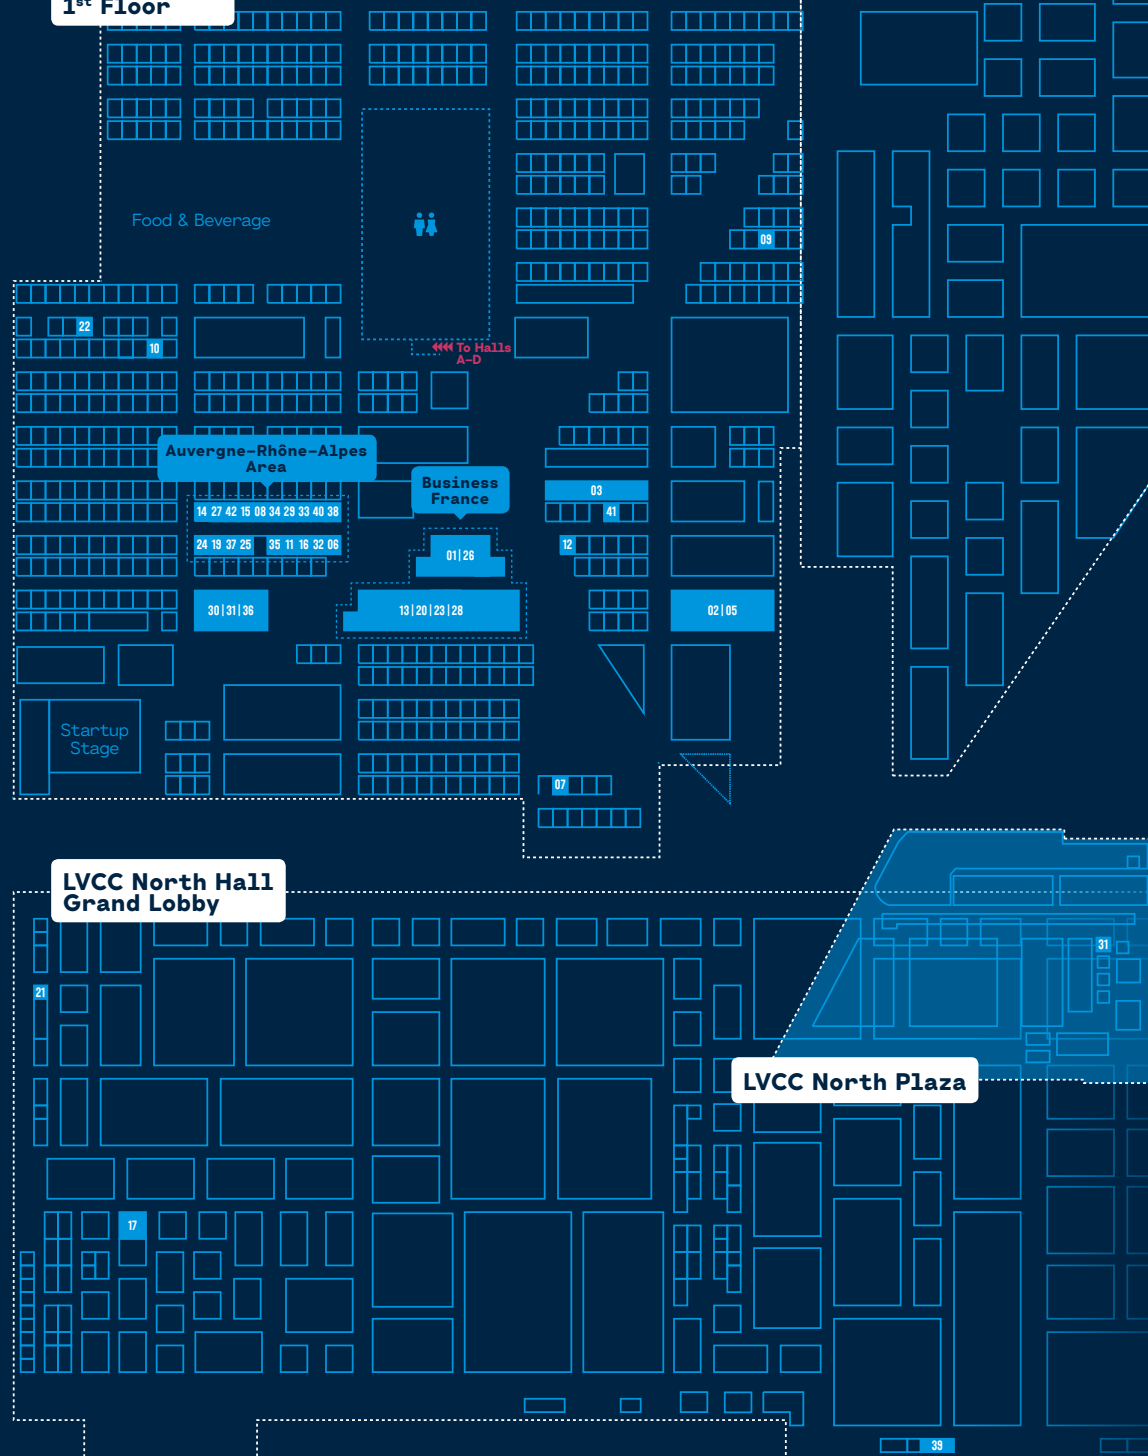 1st Floor
Food & Beverage
09
22
10
To Halls
A–D
Auvergne–Rhône–Alpes
Area
Business
France
03
14 27 42 15 08 34 29 33 40 38
41
24 19 37 25 35 11 16 32 06
12
01|26
30|31|36
13|20|23|28
02|05
Startup
Stage
07
LVCC North Hall
Grand Lobby
31
21
LVCC North Plaza
17
39